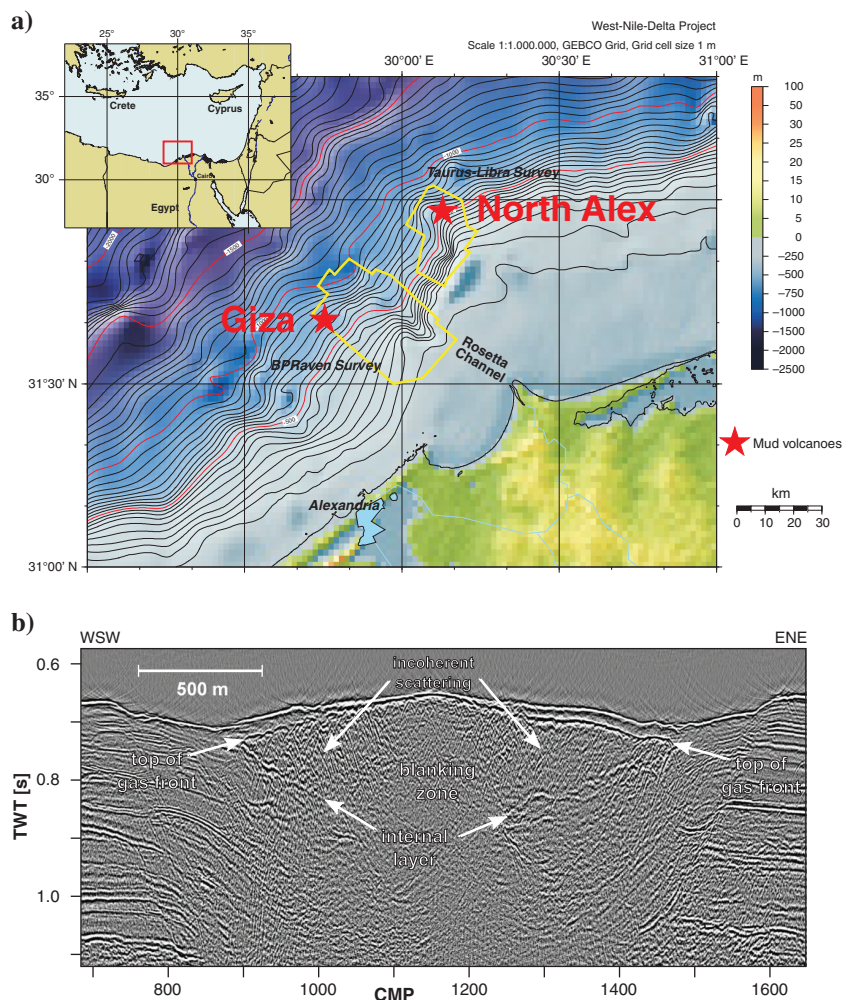 a)
West-Nile-Delta Project
Scale 1:1.000.000, GEBCO Grid, Grid cell size 1 m
25° 30° 35°
35°
30°
Crete
Cyprus
Cairo
Egypt
30°00' E 30°30' E 31°00' E
-1000
Taurus-Libra Survey
North Alex
-2000
-1500
Giza
BPRaven Survey
Rosetta
Channel
31°30' N
-500
Alexandria
31°00' N
m
100
50
30
25
20
15
10
5
0
−250
−500
−750
−1000
−1500
−2000
−2500
Mud volcanoes
km
0 10 20 30
b)
WSW ENE
0.6
0.8
1.0
TWT [s]
500 m
incoherent
scattering
top of
gas front
blanking
zone
top of
gas front
internal
layer
800 1000 1200 1400 1600
CMP